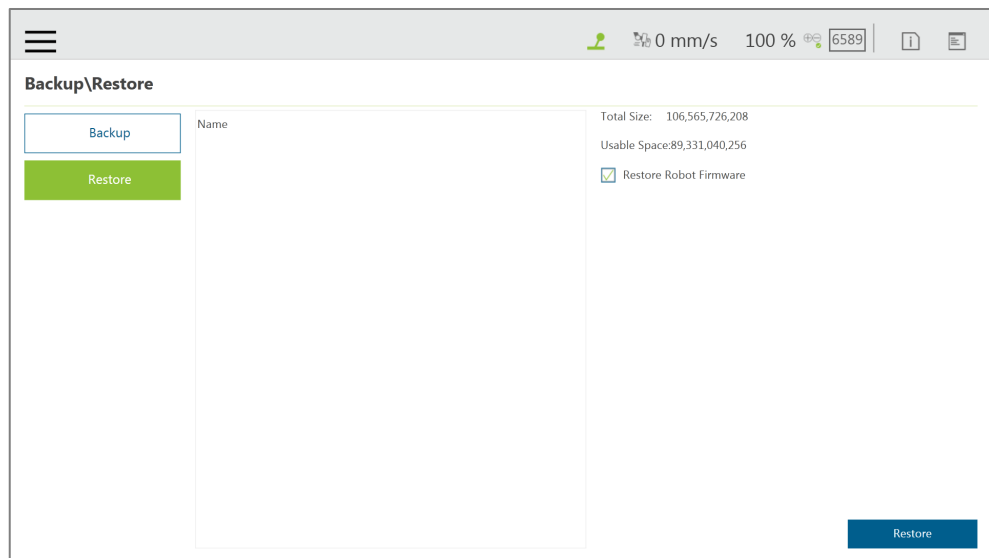 0 mm/s 100 % 6589
Backup\Restore
Backup
Restore
Name
Total Size: 106,565,726,208
Usable Space:89,331,040,256
Restore Robot Firmware
Restore